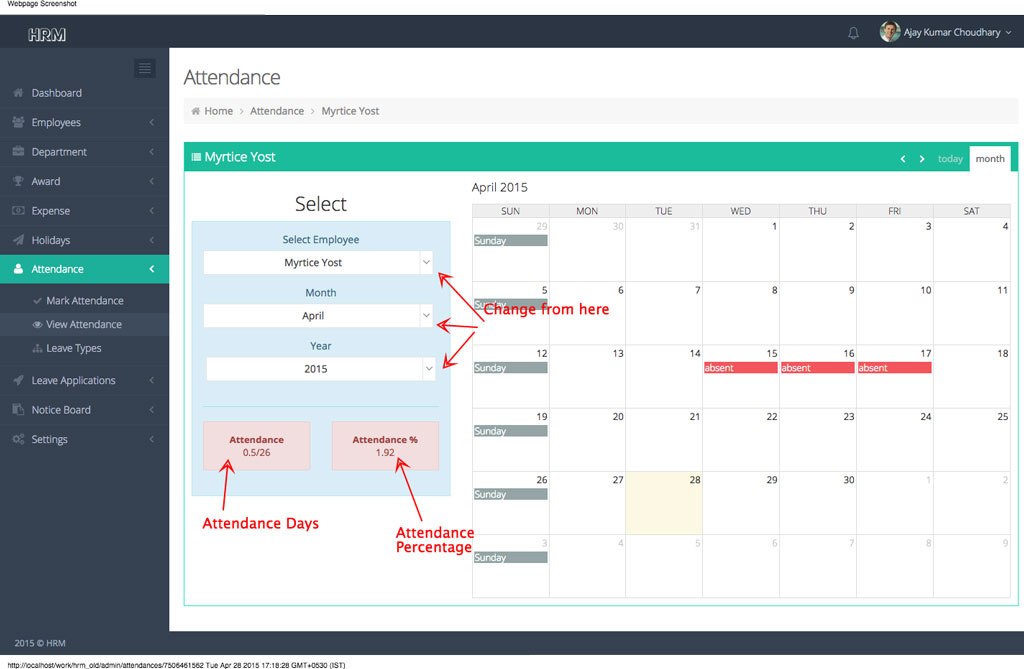 Webpage Screenshot
HRM
Ajay Kumar Choudhary
Dashboard
Employees
Department
Award
Expense
Holidays
Attendance
Mark Attendance
View Attendance
Leave Types
Leave Applications
Notice Board
Settings
Attendance
Home > Attendance > Myrtice Yost
Myrtice Yost
today month
Select
Select Employee
Myrtice Yost
Month
April
Year
2015
Attendance
0.5/26
Attendance %
1.92
Attendance Days
Attendance
Percentage
Change from here
April 2015
SUN MON TUE WED THU FRI SAT
29 30 31 1 2 3 4
Sunday
5 6 7 8 9 10 11
Sunday
12 13 14 15 16 17 18
Sunday absent absent absent
19 20 21 22 23 24 25
Sunday
26 27 28 29 30 1 2
Sunday
3 4 5 6 7 8 9
Sunday
2015 © HRM
http://localhost/work/hrm_old/admin/attendances/7506461562 Tue Apr 28 2015 17:18:28 GMT+0530 (IST)